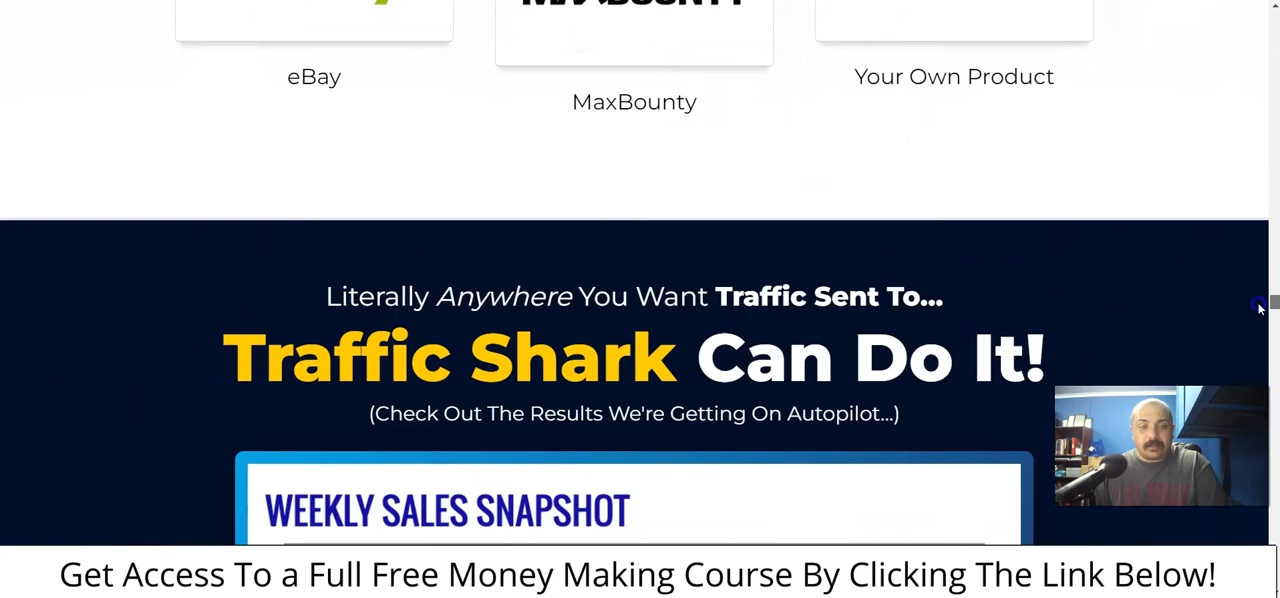 MAXBOUNTY
eBay
Your Own Product
MaxBounty
Literally Anywhere You Want Traffic Sent To...
Traffic Shark Can Do It!
(Check Out The Results We're Getting On Autopilot...)
WEEKLY SALES SNAPSHOT
Get Access To a Full Free Money Making Course By Clicking The Link Below!